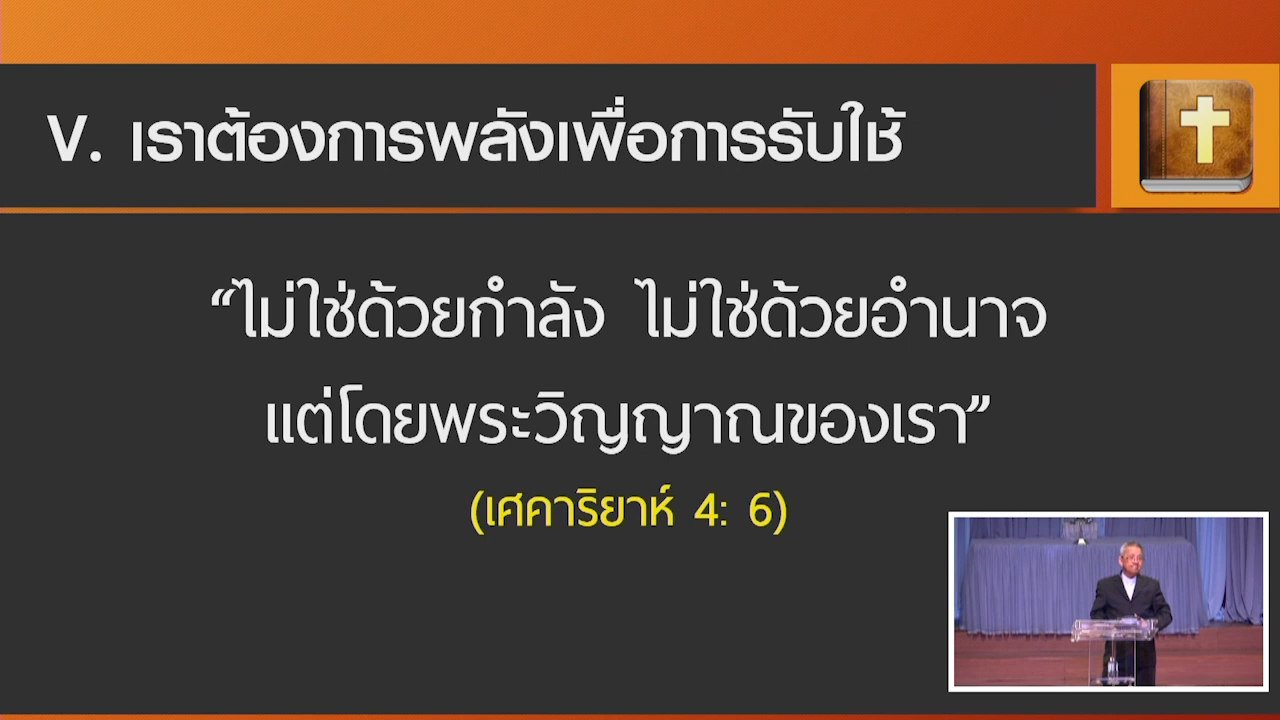 V. เราต้องการพลังเพื่อการรับใช้
“ไม่ใช่ด้วยกำลัง ไม่ใช่ด้วยอำนาจ
แต่โดยพระวิญญาณของเรา”
(เศคาริยาห์ 4: 6)